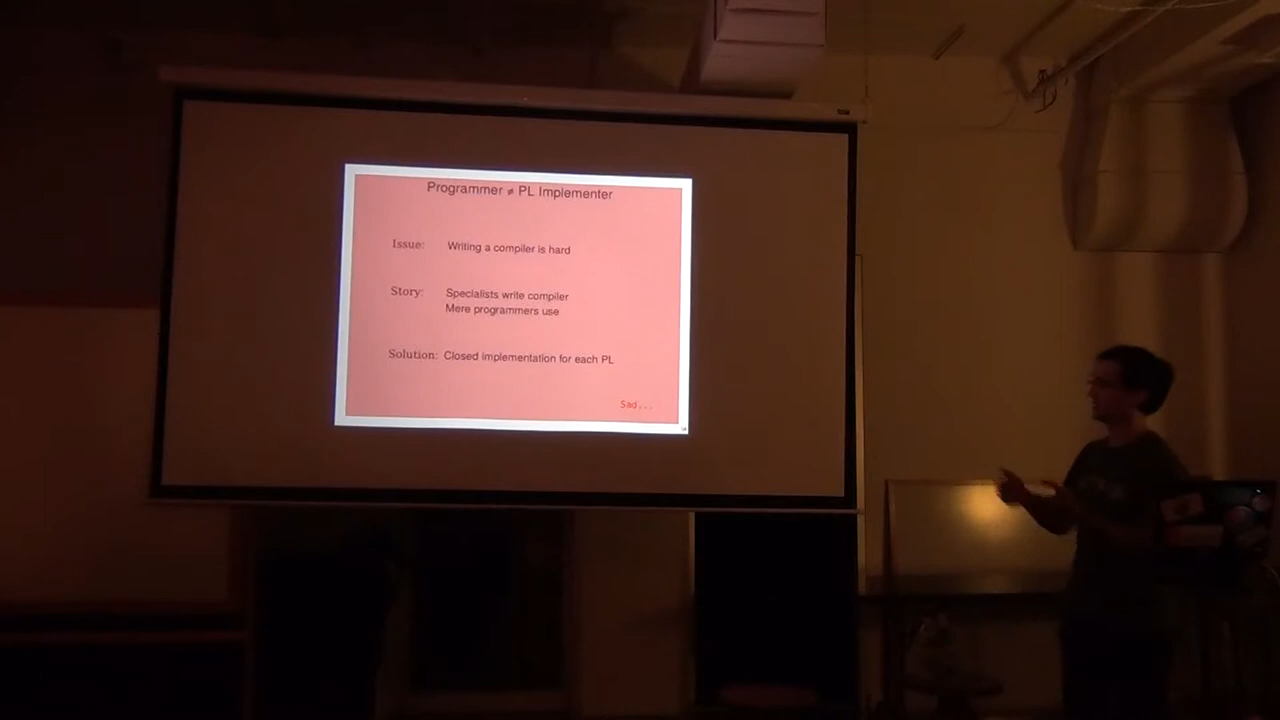 Programmer ≠ PL Implementer
Issue: Writing a compiler is hard
Story: Specialists write compiler
Mere programmers use
Solution: Closed implementation for each PL
Sad...